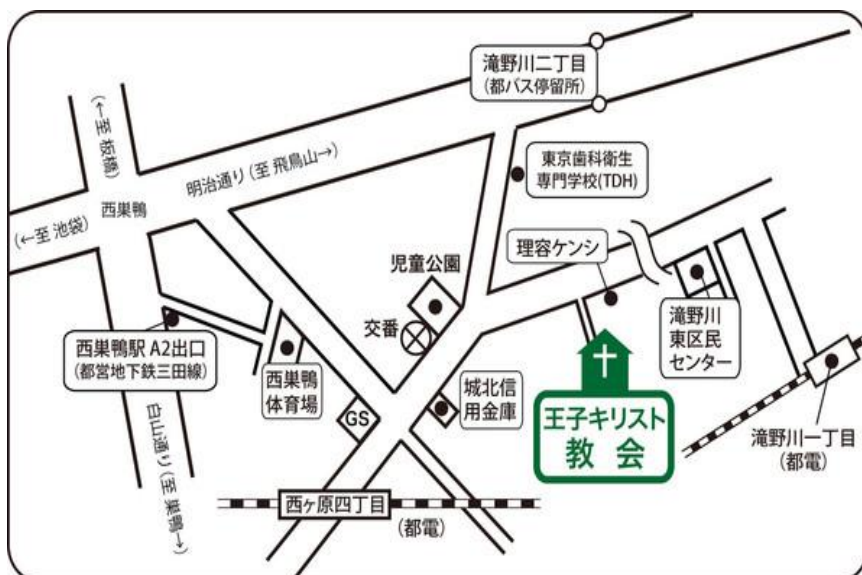 滝野川二丁目
(都バス停留所)
(←至 板橋)
明治通り (至 飛鳥山→)
東京歯科衛生
専門学校(TDH)
西巣鴨
(←至 池袋)
理容ケンシ
児童公園
交番
滝野川
東区民
センター
西巣鴨駅 A2出口
(都営地下鉄三田線)
西巣鴨
体育場
城北信
用金庫
GS
王子キリスト
教会
白山通り (至 巣鴨→)
滝野川一丁目
(都電)
西ヶ原四丁目
(都電)